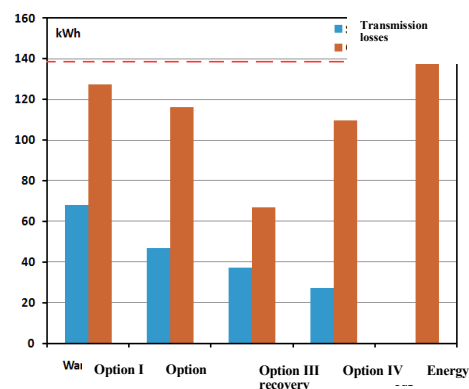 160
kWh
Transmission
losses
140
120
100
80
60
40
20
0
Option I
Option
Option III
recovery
Option IV
Energy